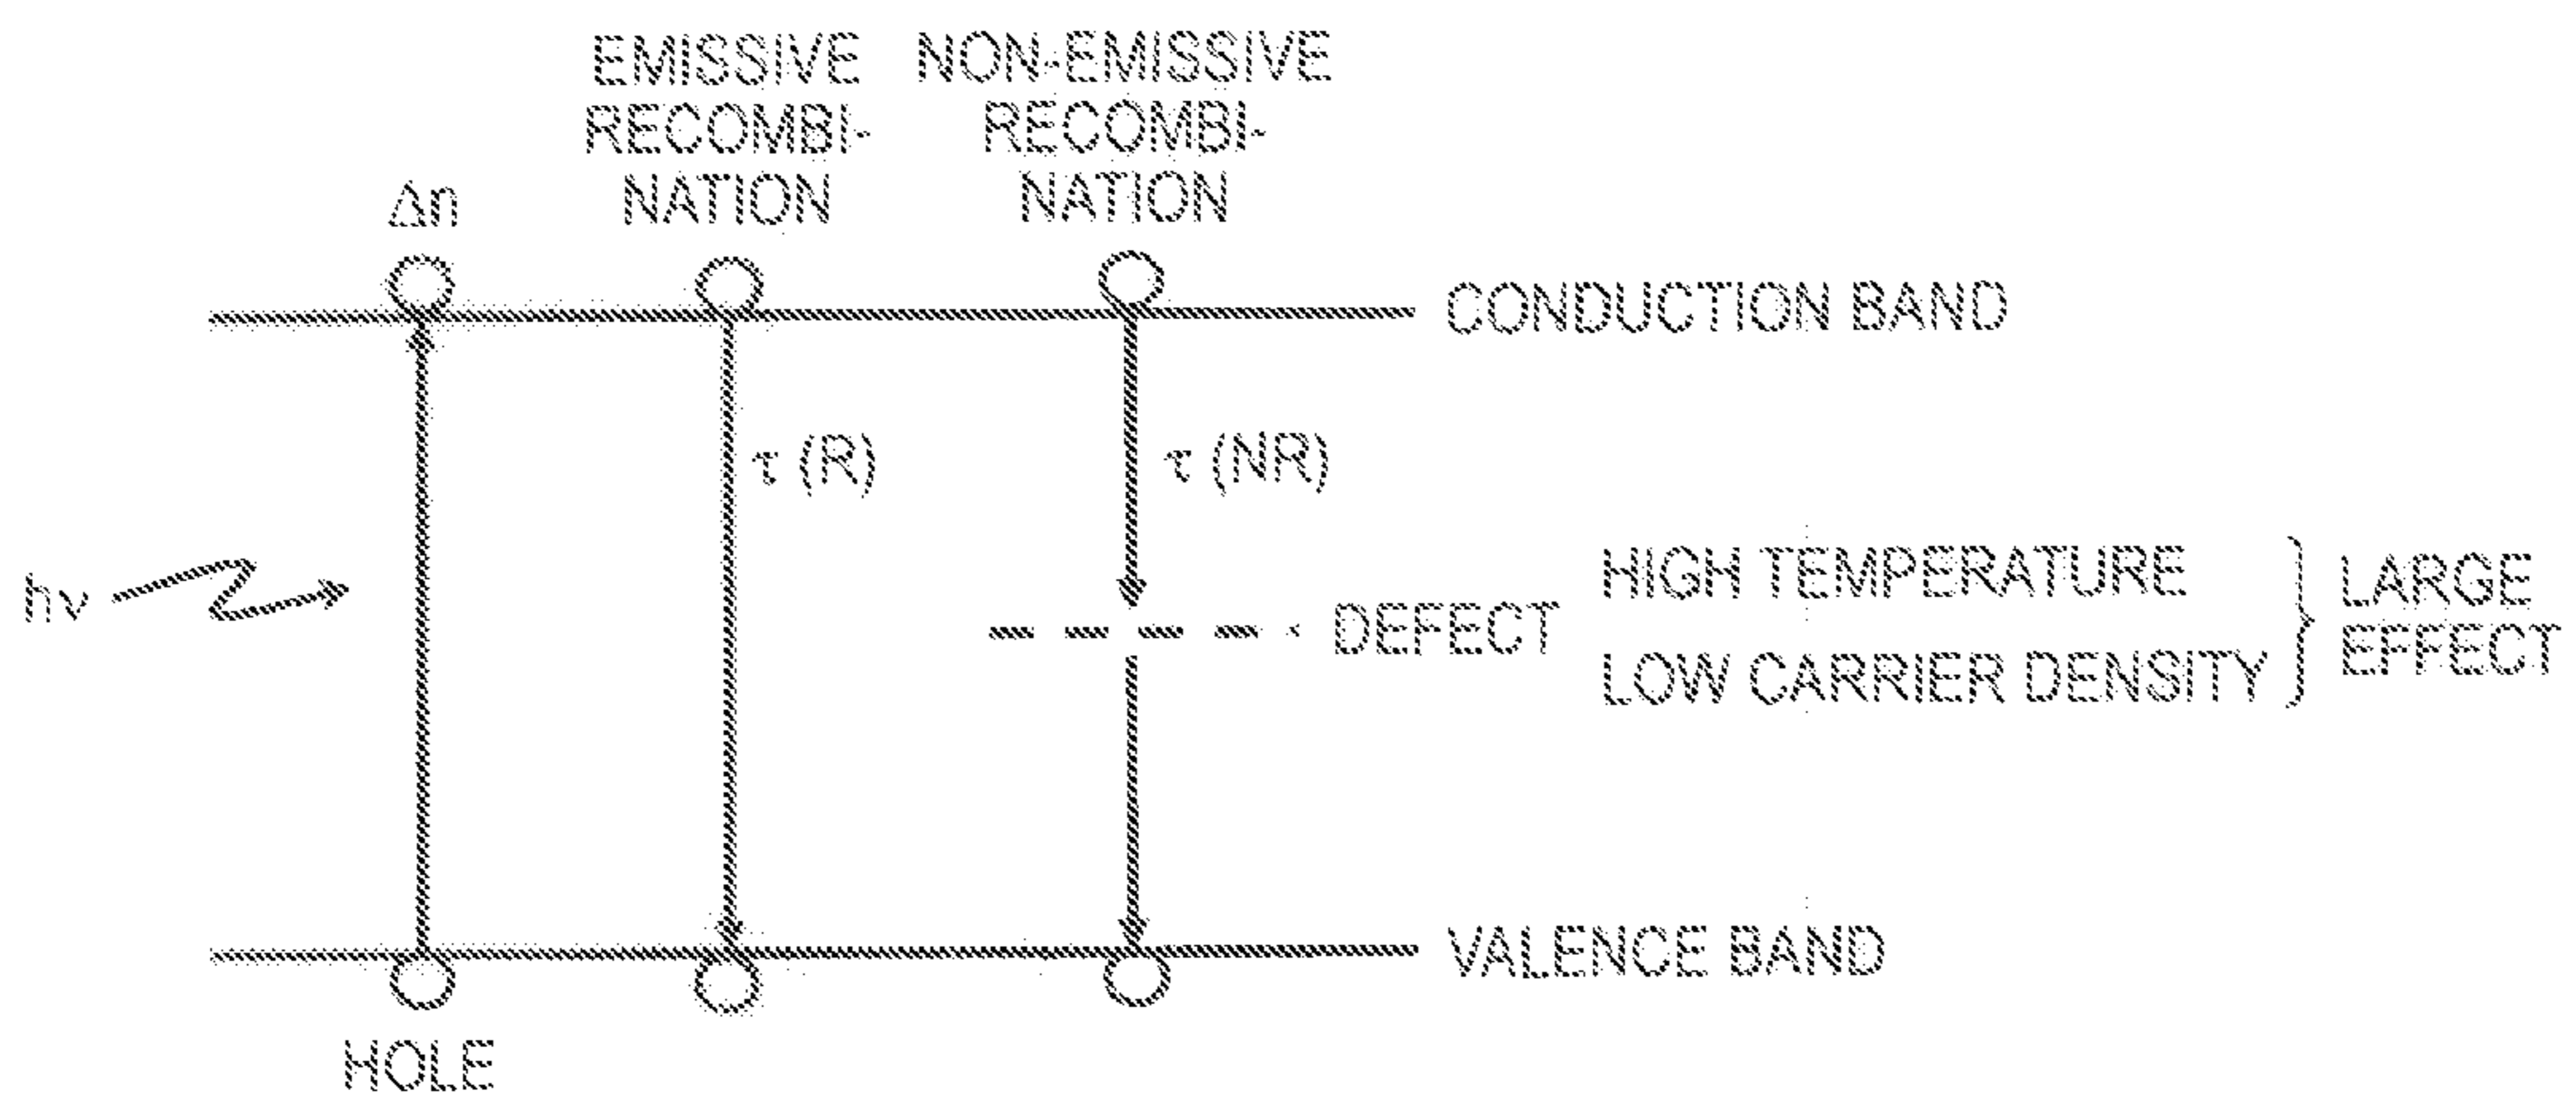 EMISSIVE
RECOMBI-
NATION
NON-EMISSIVE
RECOMBI-
NATION
Δn
CONDUCTION BAND
τ (R)
τ (NR)
hν
DEFECT
HIGH TEMPERATURE
LOW CARRIER DENSITY
LARGE
EFFECT
VALENCE BAND
HOLE